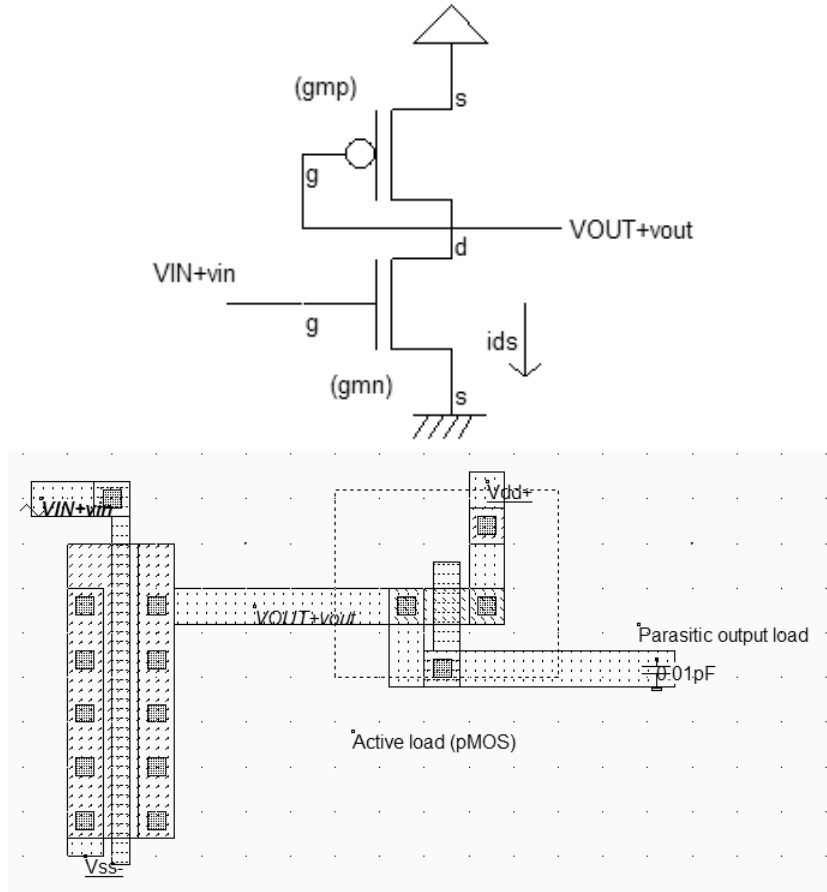 s
(gmp)
g
d
VOUT+vout
VIN+vin
g
ids
(gmn)
s
Vdd+
VIN+vin
VOUT+vout
Parasitic output load
0.01pF
Active load (pMOS)
Vss-